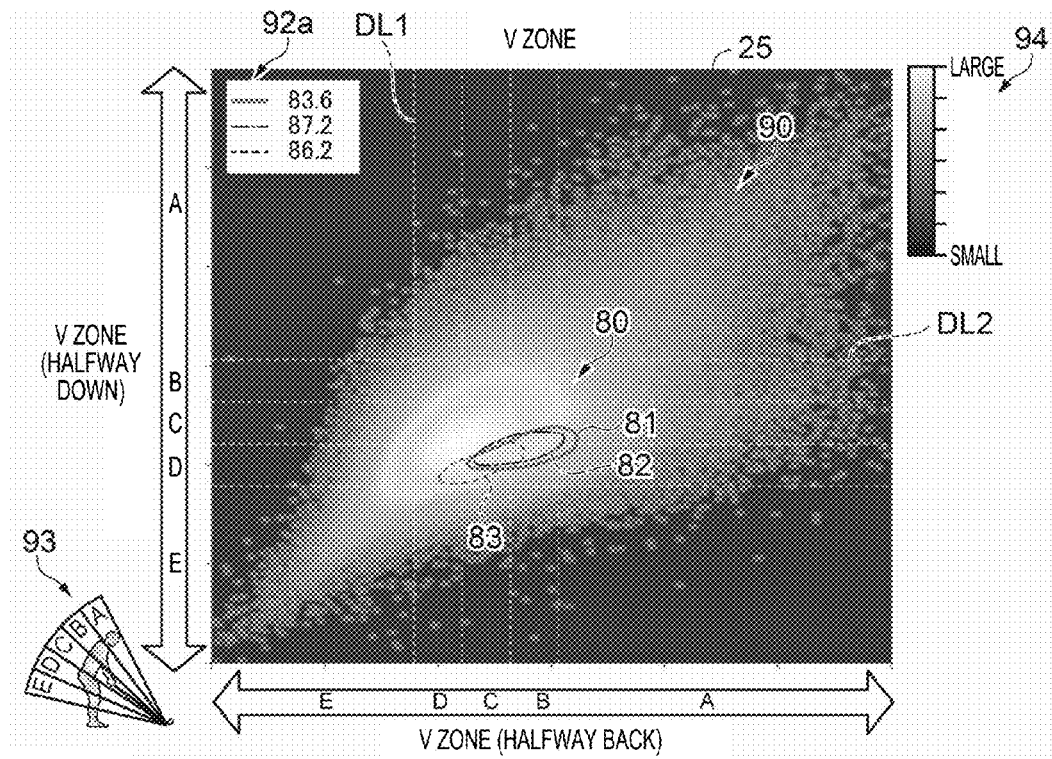 92a
DL1
V ZONE
25
94
83.6
87.2
86.2
90
LARGE
SMALL
A
V ZONE
(HALFWAY
DOWN)
B
C
D
E
80
DL2
81
82
83
93
A
B
C
D
E
E D C B A
V ZONE (HALFWAY BACK)